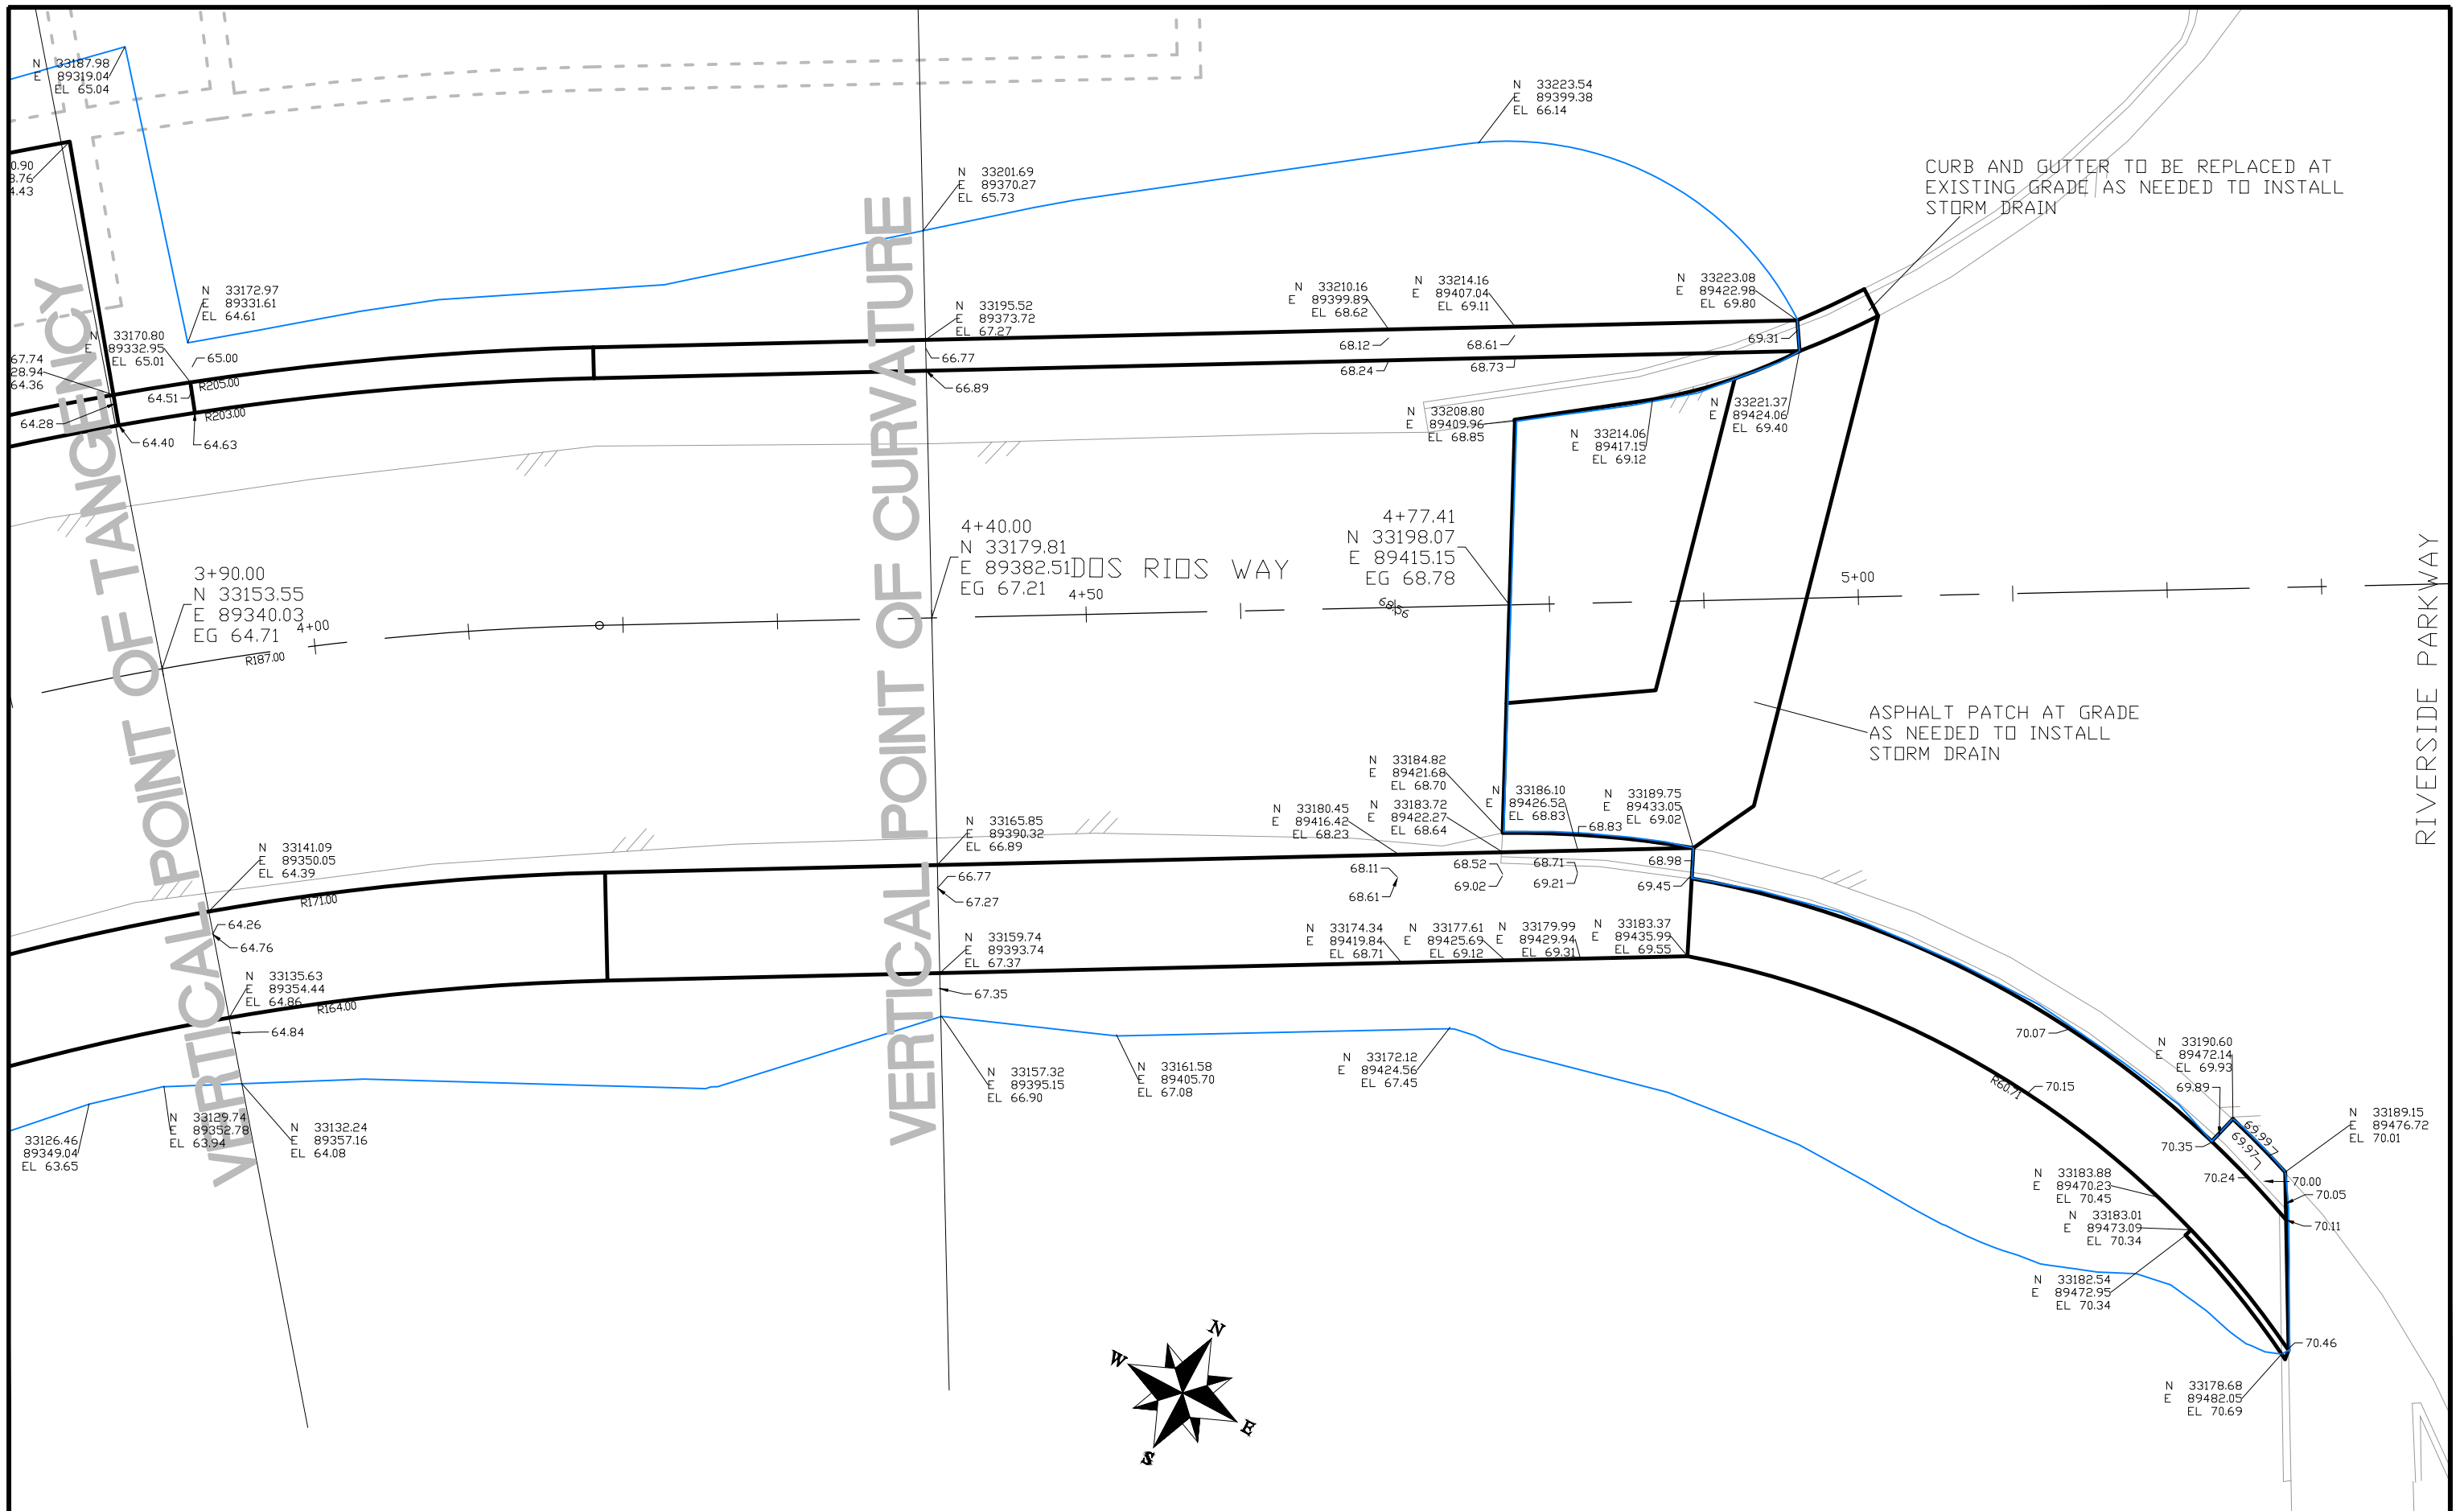 N 33187.98
E 89319.04
EL 65.04
0.90
3.76
4.43
N 33172.97
E 89331.61
EL 64.61
N 33170.80
E 89332.95
EL 65.01
65.00
R205.00
64.51
R203.00
64.63
67.74
28.94
64.36
64.28
64.40
N 33201.69
E 89370.27
EL 65.73
N 33195.52
E 89373.72
EL 67.27
66.77
66.89
N 33223.54
E 89399.38
EL 66.14
N 33210.16
E 89399.89
EL 68.62
N 33214.16
E 89407.04
EL 69.11
N 33223.08
E 89422.98
EL 69.80
68.12
68.61
69.31
68.24
68.73
CURB AND GUTTER TO BE REPLACED AT
EXISTING GRADE AS NEEDED TO INSTALL
STORM DRAIN
N 33208.80
E 89409.96
EL 68.85
N 33214.06
E 89417.15
EL 69.12
N 33221.37
E 89424.06
EL 69.40
VERTICAL POINT OF TANGENCY
VERTICAL POINT OF CURVATURE
3+90.00
N 33153.55
E 89340.03
EG 64.71
4+00
R187.00
4+40.00
N 33179.81
E 89382.51
EG 67.21
DOS RIOS WAY
4+50
4+77.41
N 33198.07
E 89415.15
EG 68.78
68.56
5+00
RIVERSIDE PARKWAY
ASPHALT PATCH AT GRADE
AS NEEDED TO INSTALL
STORM DRAIN
N 33141.09
E 89350.05
EL 64.39
R171.00
64.26
64.76
N 33135.63
E 89354.44
EL 64.86
R164.00
64.84
N 33165.85
E 89390.32
EL 66.89
66.77
67.27
N 33159.74
E 89393.74
EL 67.37
67.35
N 33184.82
E 89421.68
EL 68.70
N 33180.45
E 89416.42
EL 68.23
N 33183.72
E 89422.27
EL 68.64
N 33186.10
E 89426.52
EL 68.83
68.83
N 33189.75
E 89433.05
EL 69.02
68.11
68.61
68.52
69.02
68.71
69.21
68.98
69.45
N 33174.34
E 89419.84
EL 68.71
N 33177.61
E 89425.69
EL 69.12
N 33179.99
E 89429.94
EL 69.31
N 33183.37
E 89435.99
EL 69.55
33126.46
89349.04
EL 63.65
N 33129.74
E 89352.78
EL 63.94
N 33132.24
E 89357.16
EL 64.08
N 33157.32
E 89395.15
EL 66.90
N 33161.58
E 89405.70
EL 67.08
N 33172.12
E 89424.56
EL 67.45
70.07
R60.71
70.15
N 33190.60
E 89472.14
EL 69.93
69.89
70.35
69.99
69.97
70.24
N 33189.15
E 89476.72
EL 70.01
70.00
70.05
70.11
N 33183.88
E 89470.23
EL 70.45
N 33183.01
E 89473.09
EL 70.34
N 33182.54
E 89472.95
EL 70.34
70.46
N 33178.68
E 89482.05
EL 70.69
N
W
E
S